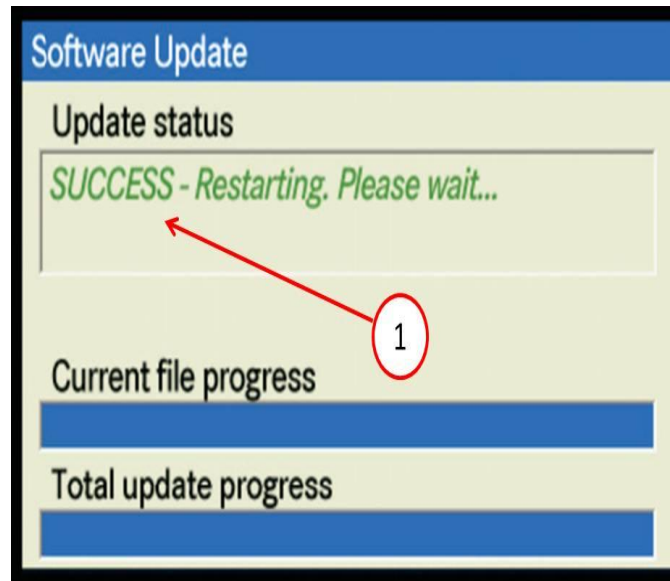 Software Update
Update status
SUCCESS - Restarting. Please wait...
1
Current file progress
Total update progress